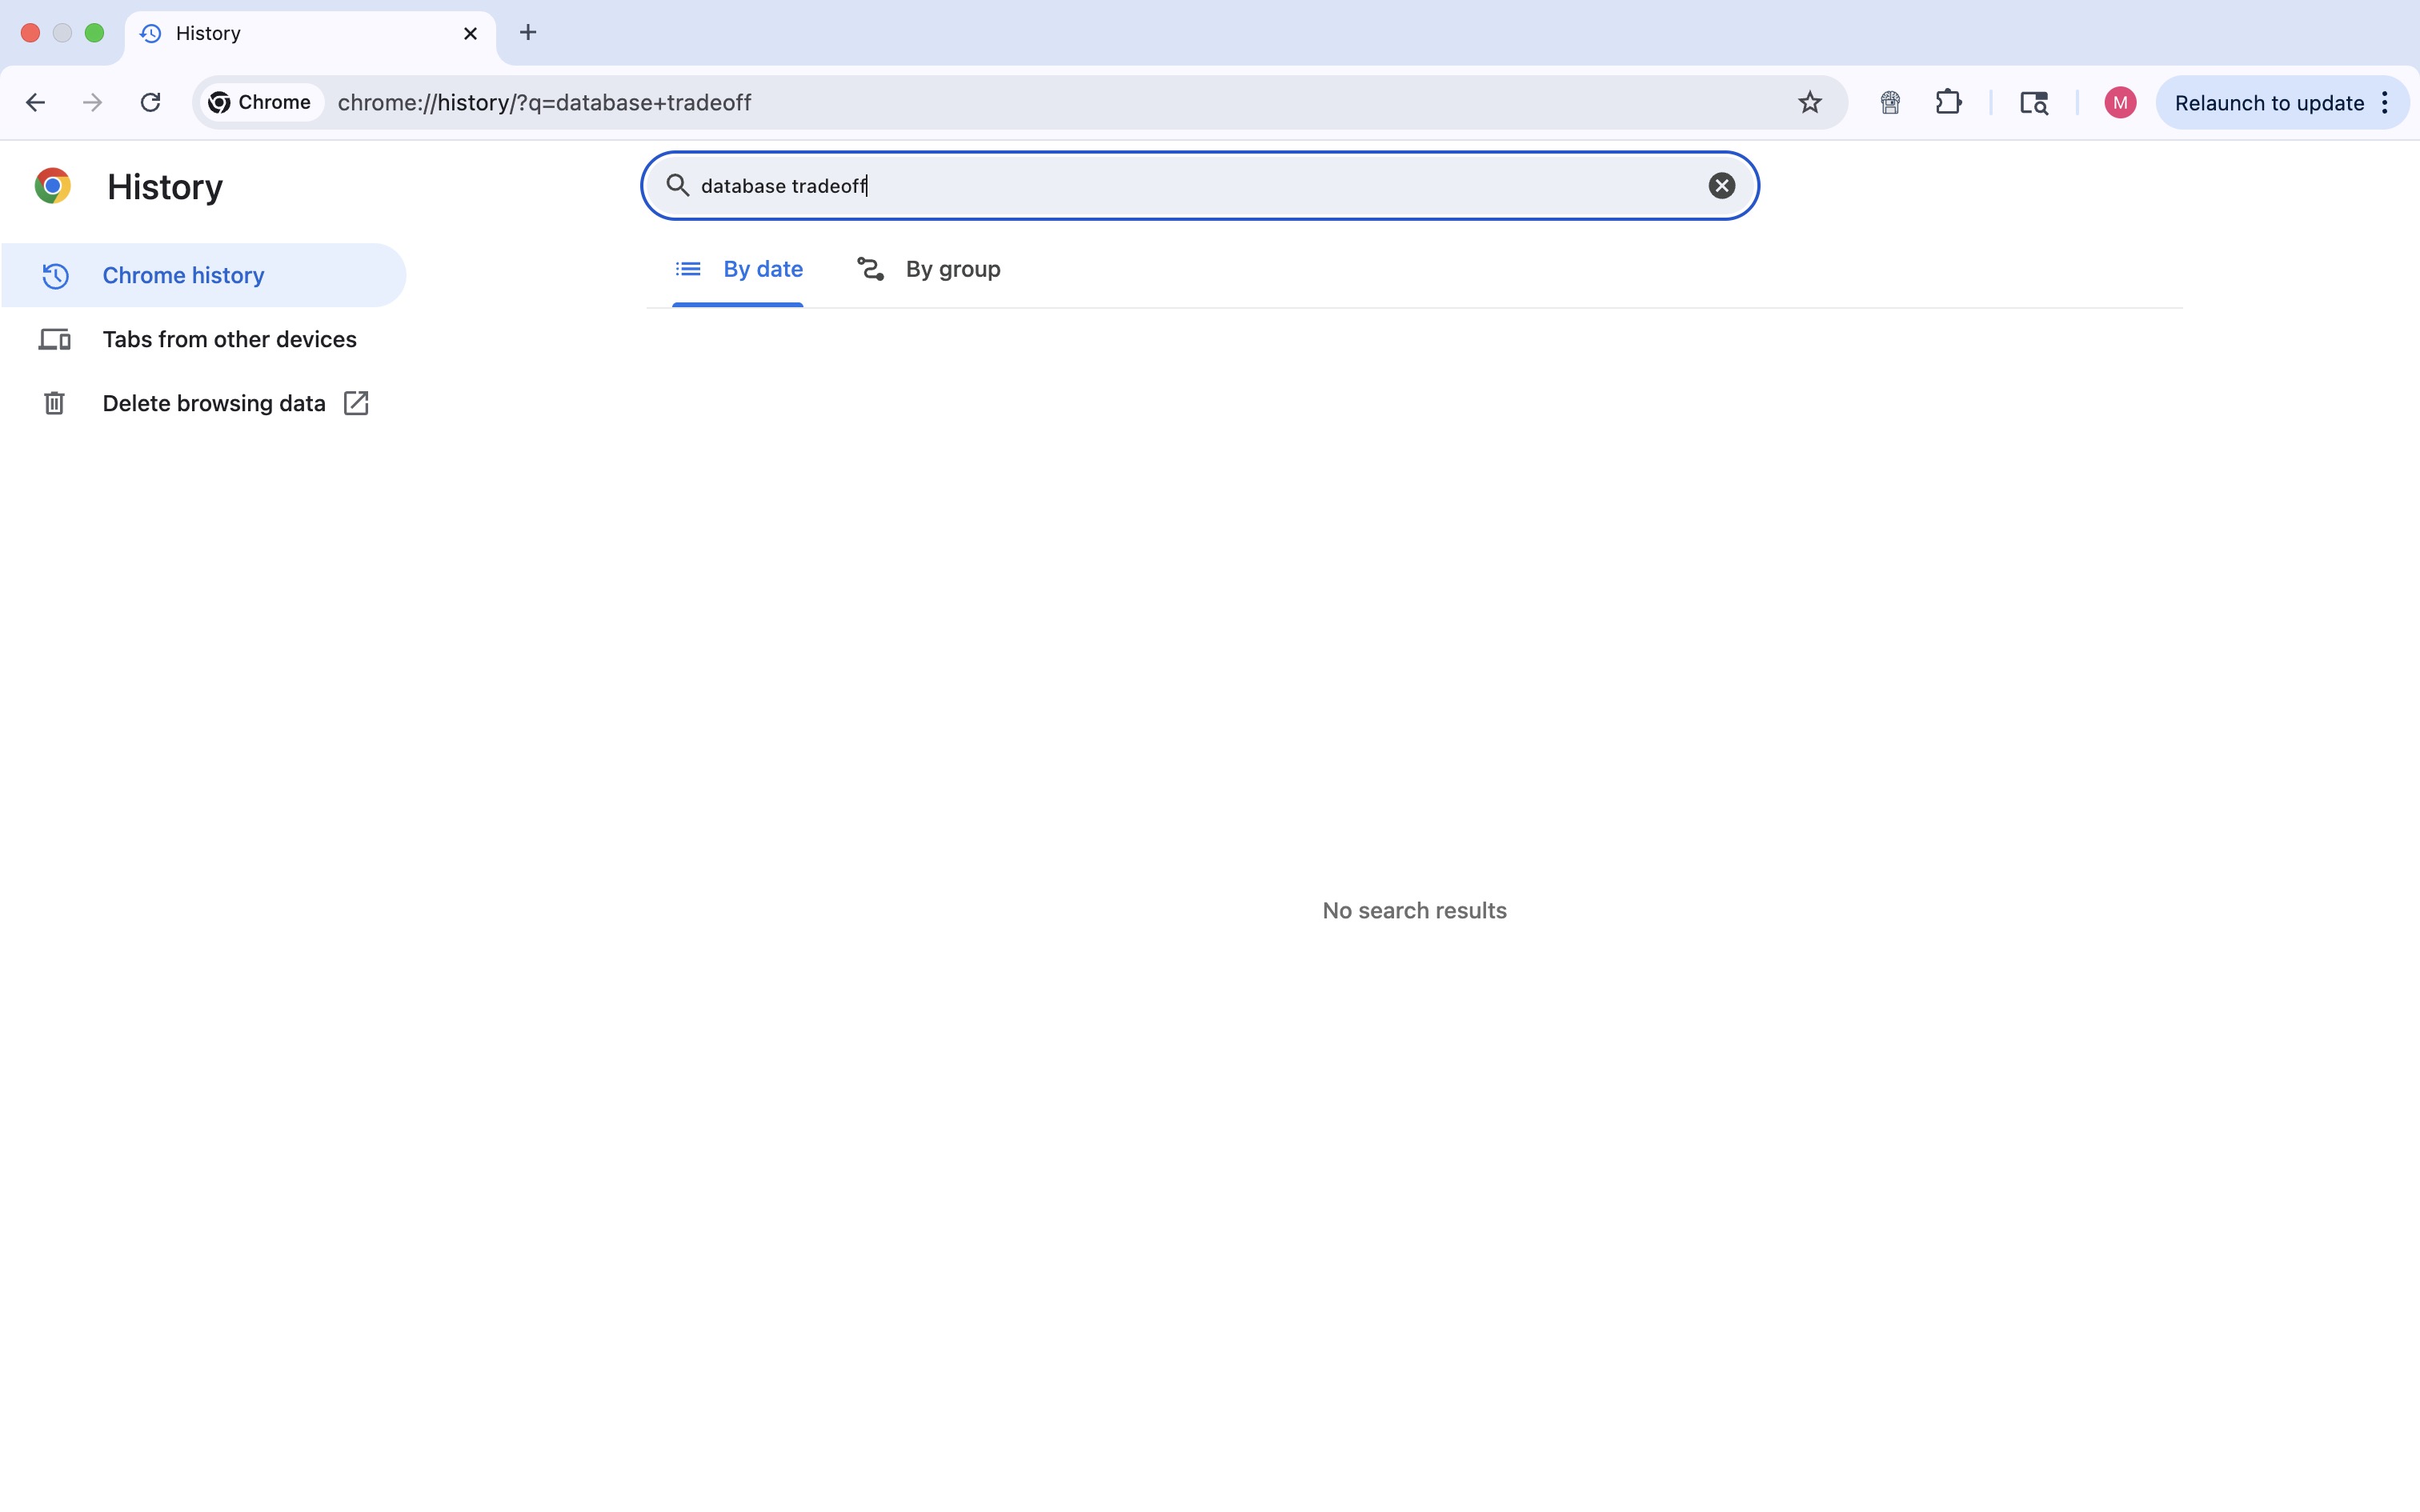 History
Chrome
chrome://history/?q=database+tradeoff
M
Relaunch to update
History
database tradeoff
Chrome history
By date
By group
Tabs from other devices
Delete browsing data
No search results